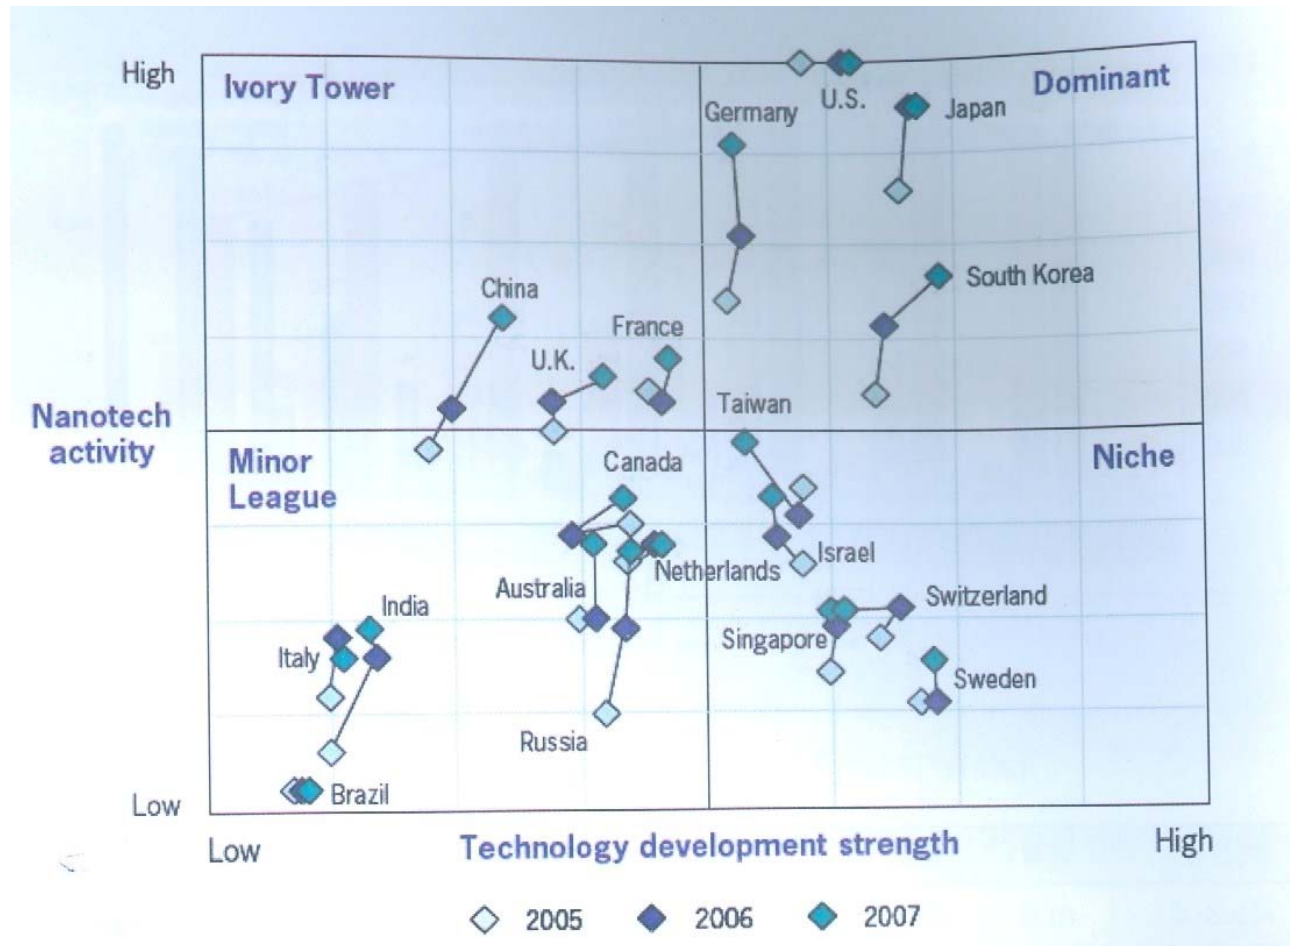 High
Ivory Tower
Dominant
U.S.
Germany
Japan
South Korea
China
France
U.K.
Taiwan
Nanotech
activity
Minor
League
Niche
Canada
Israel
Netherlands
Australia
Switzerland
India
Singapore
Italy
Sweden
Russia
Brazil
Low
Low
Technology development strength
High
2005
2006
2007